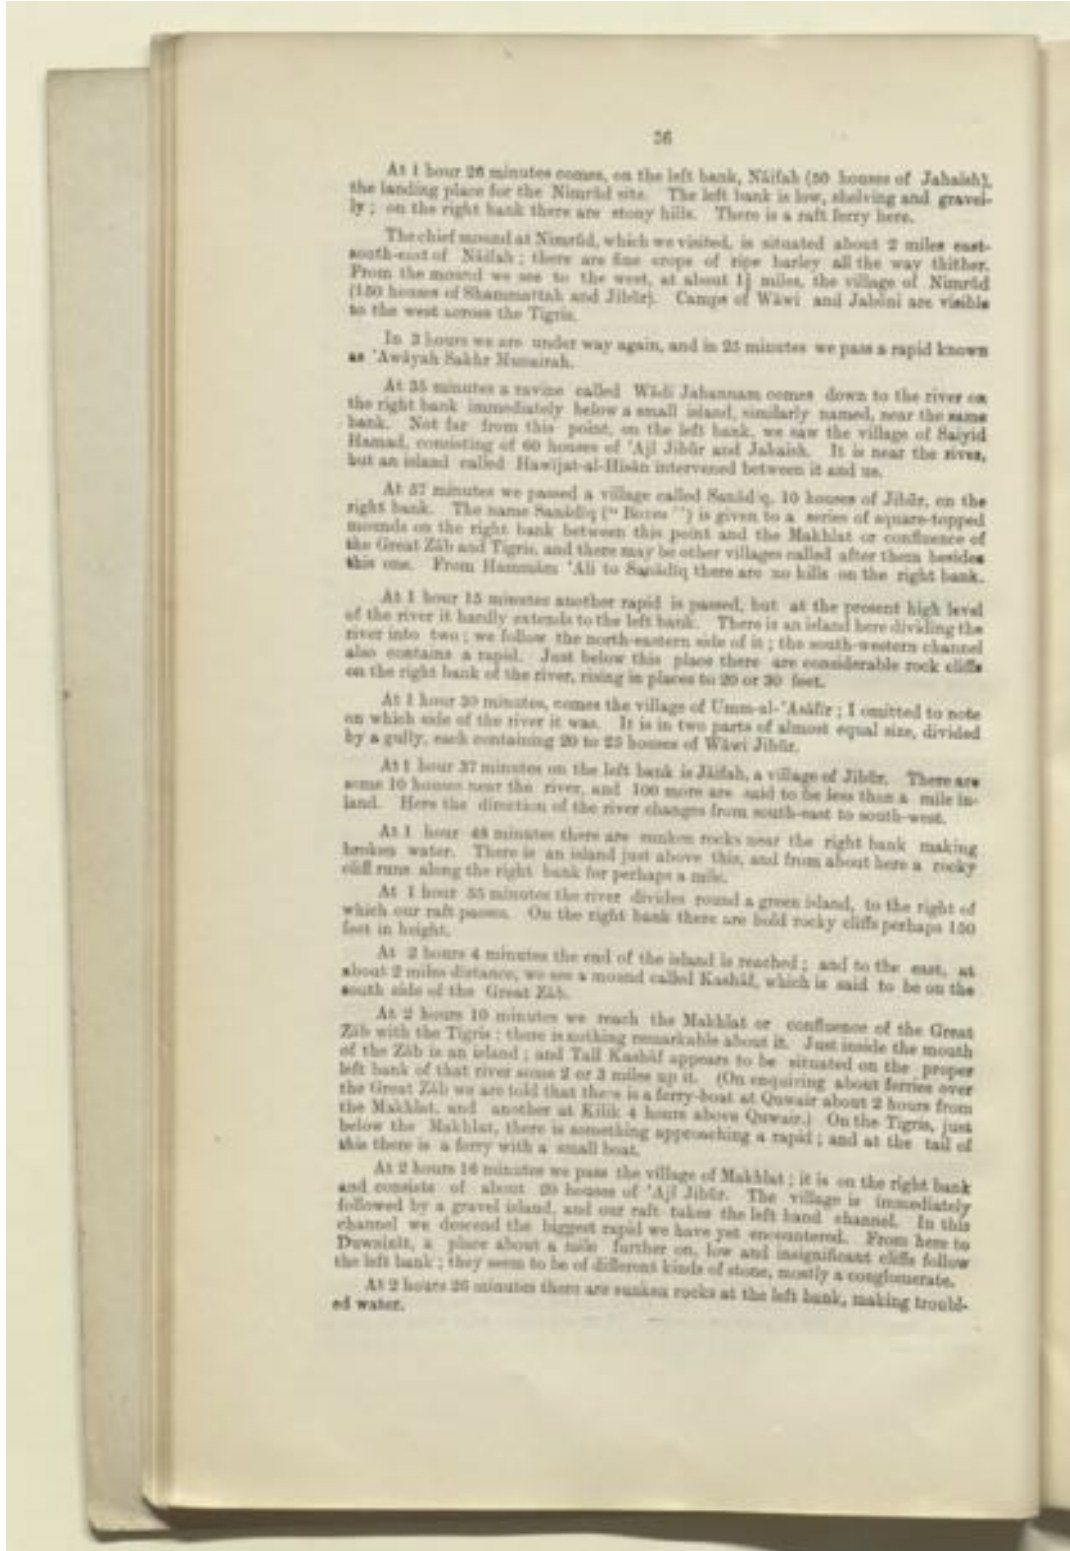 26
At 1 hour 26 minutes comes, on the left bank, Nāifah (50 houses of Jahaish),
the landing place for the Nimrūd site. The left bank is low, shelving and gravel-
ly; on the right bank there are stony hills. There is a raft ferry here.
The chief mound at Nimrūd, which we visited, is situated about 2 miles east-
south-east of Nāifah; there are fine crops of ripe barley all the way thither.
From the mound we see to the west, at about 1½ miles, the village of Nimrūd
(150 houses of Shammattah and Jibūr). Camps of Wāwi and Jabūni are visible
to the west across the Tigris.
In 3 hours we are under way again, and in 25 minutes we pass a rapid known
as 'Awāyah Sakhr Munairah.
At 35 minutes a ravine called Wādi Jahannam comes down to the river on
the right bank immediately below a small island, similarly named, near the same
bank. Not far from this point, on the left bank, we saw the village of Saiyid
Hamad, consisting of 60 houses of 'Ajl Jibūr and Jahaish. It is near the river,
but an island called Hawījat-al-Hisān intervened between it and us.
At 57 minutes we passed a village called Sanādīq, 10 houses of Jibūr, on the
right bank. The name Sanādīq (" Boxes ") is given to a series of square-topped
mounds on the right bank between this point and the Makhlat or confluence of
the Great Zāb and Tigris, and there may be other villages called after them besides
this one. From Hammām 'Ali to Sanādīq there are no hills on the right bank.
At 1 hour 15 minutes another rapid is passed, but at the present high level
of the river it hardly extends to the left bank. There is an island here dividing the
river into two; we follow the north-eastern side of it; the south-western channel
also contains a rapid. Just below this place there are considerable rock cliffs
on the right bank of the river, rising in places to 20 or 30 feet.
At 1 hour 30 minutes, comes the village of Umm-al-'Asāfīr; I omitted to note
on which side of the river it was. It is in two parts of almost equal size, divided
by a gully, each containing 20 to 25 houses of Wāwi Jibūr.
At 1 hour 37 minutes on the left bank is Jāifah, a village of Jibūr. There are
some 10 houses near the river, and 100 more are said to be less than a mile in-
land. Here the direction of the river changes from south-east to south-west.
At 1 hour 48 minutes there are sunken rocks near the right bank making
broken water. There is an island just above this, and from about here a rocky
cliff runs along the right bank for perhaps a mile.
At 1 hour 55 minutes the river divides round a green island, to the right of
which our raft passes. On the right bank there are bold rocky cliffs perhaps 150
feet in height.
At 2 hours 4 minutes the end of the island is reached; and to the east, at
about 2 miles distance, we see a mound called Kashāf, which is said to be on the
south side of the Great Zāb.
At 2 hours 10 minutes we reach the Makhlat or confluence of the Great
Zāb with the Tigris: there is nothing remarkable about it. Just inside the mouth
of the Zāb is an island; and Tall Kashāf appears to be situated on the proper
left bank of that river some 2 or 3 miles up it. (On enquiring about ferries over
the Great Zāb we are told that there is a ferry-boat at Quwair about 2 hours from
the Makhlat, and another at Kilik 4 hours above Quwair.) On the Tigris, just
below the Makhlat, there is something approaching a rapid; and at the tail of
this there is a ferry with a small boat.
At 2 hours 16 minutes we pass the village of Makhlat; it is on the right bank
and consists of about 20 houses of 'Ajl Jibūr. The village is immediately
followed by a gravel island, and our raft takes the left hand channel. In this
channel we descend the biggest rapid we have yet encountered. From here to
Duwaizit, a place about a mile further on, low and insignificant cliffs follow
the left bank; they seem to be of different kinds of stone, mostly a conglomerate.
At 2 hours 26 minutes there are sunken rocks at the left bank, making troubl-
ed water.